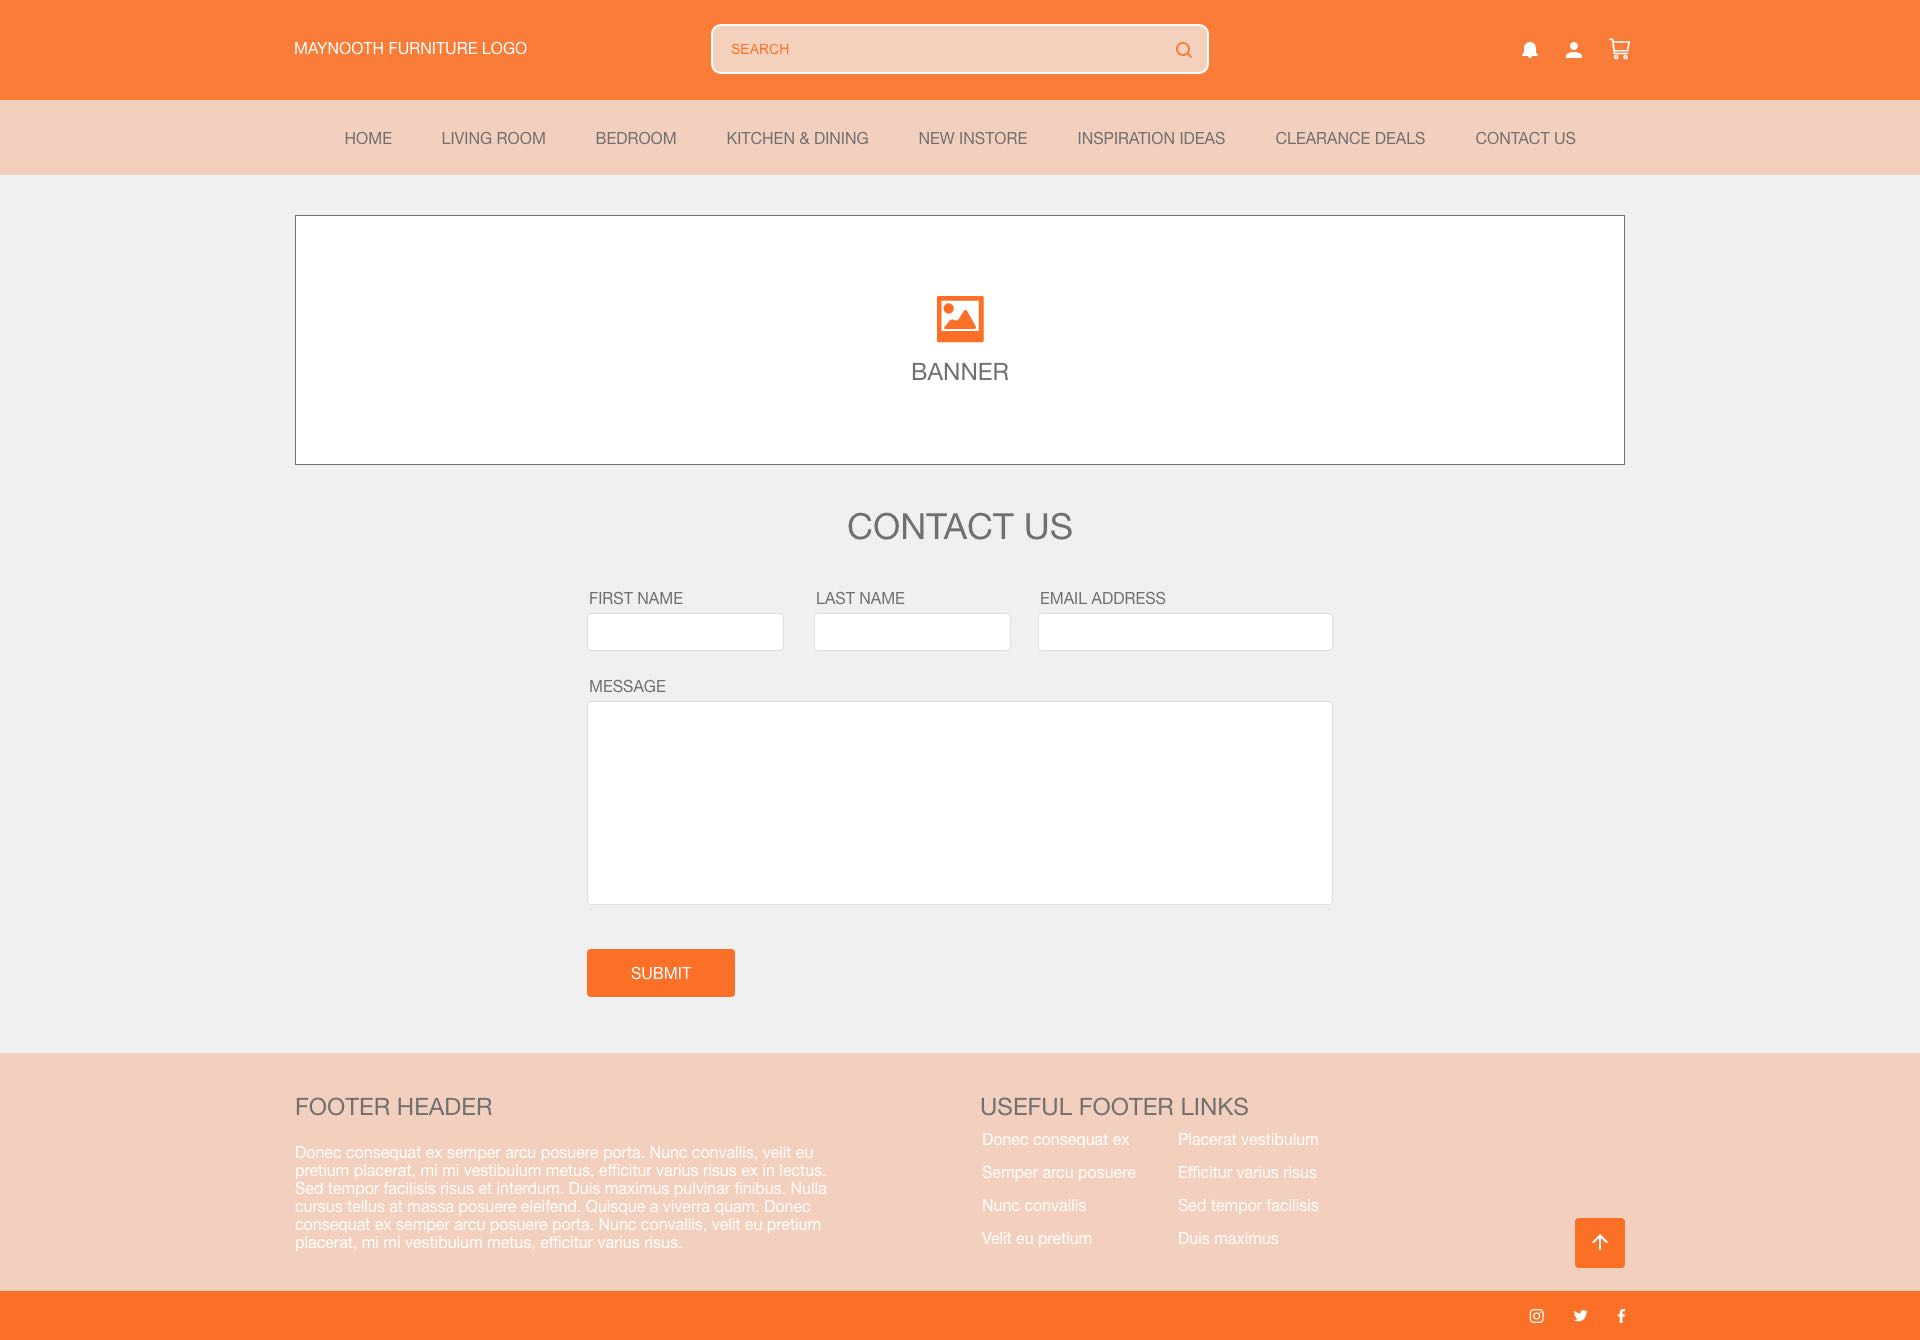 MAYNOOTH FURNITURE LOGO
SEARCH
HOME LIVING ROOM BEDROOM KITCHEN & DINING NEW INSTORE INSPIRATION IDEAS CLEARANCE DEALS CONTACT US
BANNER
CONTACT US
FIRST NAME LAST NAME EMAIL ADDRESS
MESSAGE
SUBMIT
FOOTER HEADER
Donec consequat ex semper arcu posuere porta. Nunc convallis, velit eu
pretium placerat, mi mi vestibulum metus, efficitur varius risus ex in lectus.
Sed tempor facilisis risus et interdum. Duis maximus pulvinar finibus. Nulla
cursus tellus at massa posuere eleifend. Quisque a viverra quam. Donec
consequat ex semper arcu posuere porta. Nunc convallis, velit eu pretium
placerat, mi mi vestibulum metus, efficitur varius risus.
USEFUL FOOTER LINKS
Donec consequat ex Placerat vestibulum
Semper arcu posuere Efficitur varius risus
Nunc convallis Sed tempor facilisis
Velit eu pretium Duis maximus